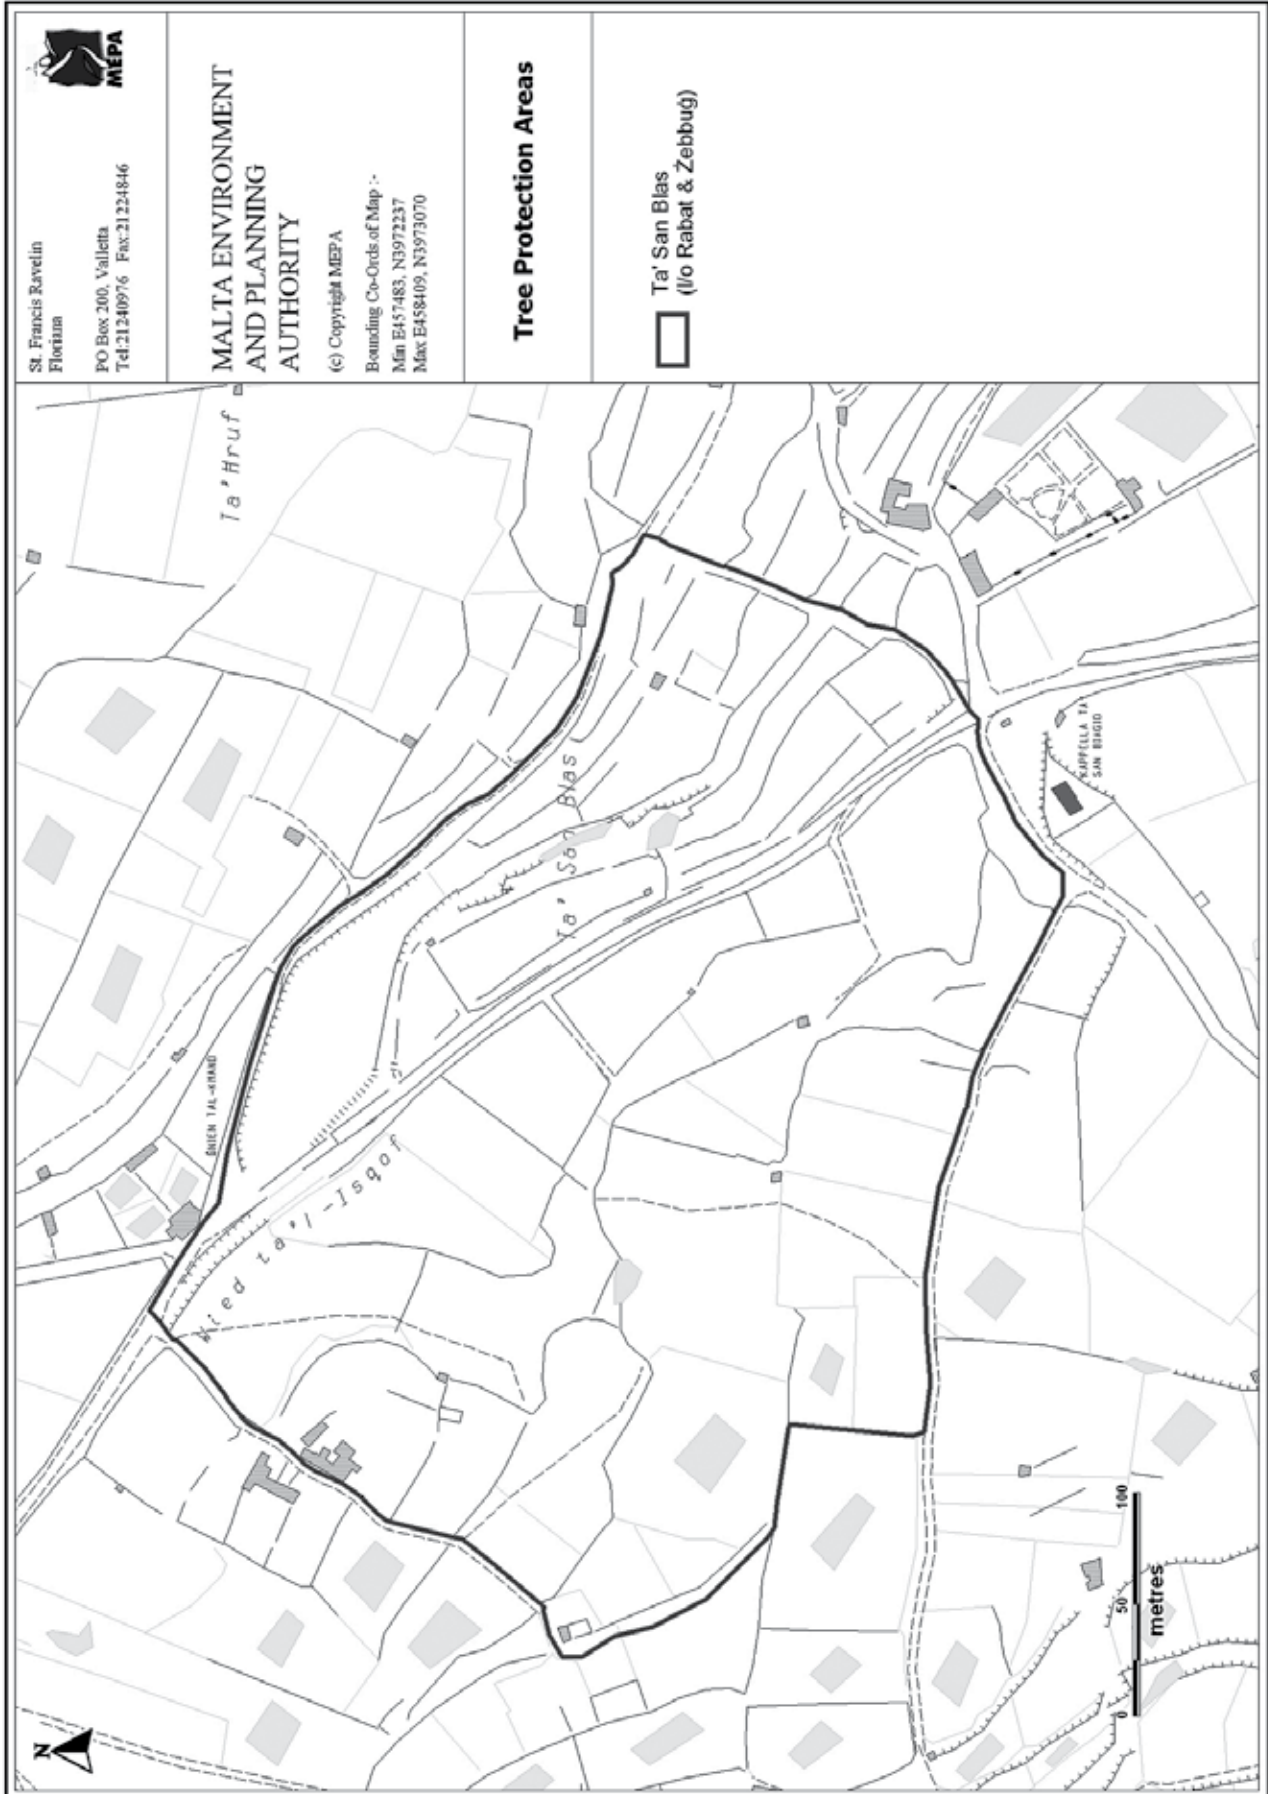 MEPA
St. Francis Ravelin
Floriana
PO Box 200, Valletta
Tel:21240976 Fax:21224846
MALTA ENVIRONMENT
AND PLANNING
AUTHORITY
(c) Copyright MEPA
Bounding Co-Ords of Map :-
Min E457483, N3972237
Max E458409, N3973070
Tree Protection Areas
Ta' San Blas
(l/o Rabat & Żebbuġ)
N
Ta' Ħruf
ĠNIEN TAL-KMAND
Wied ta' l-Isqof
Ta' San Blas
KAPPELLA TA
SAN BIAGIO
0 50 100
metres